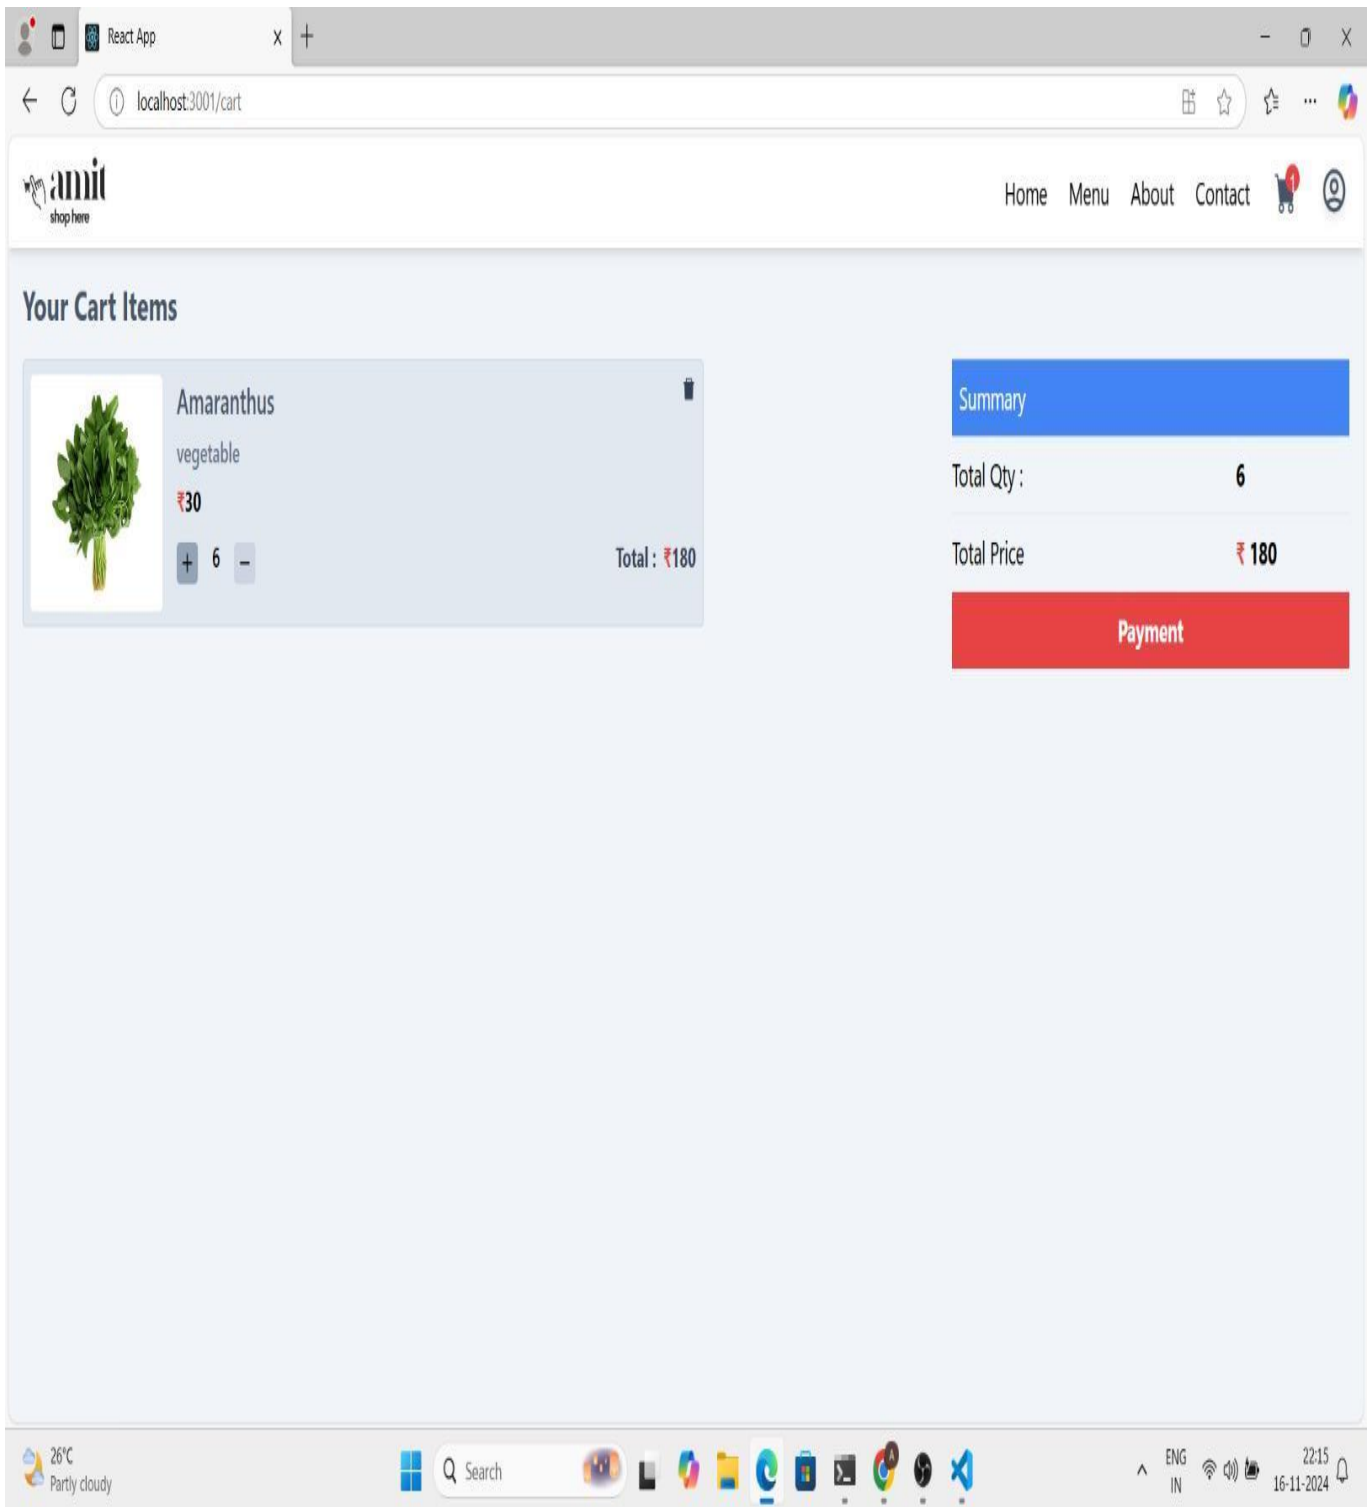 React App
localhost:3001/cart
amit
shop here
Home Menu About Contact 1
Your Cart Items
Amaranthus
vegetable
₹30
+ 6 −
Total : ₹180
Summary
Total Qty : 6
Total Price ₹ 180
Payment
26°C
Partly cloudy
Search
A
ENG
IN
22:15
16-11-2024